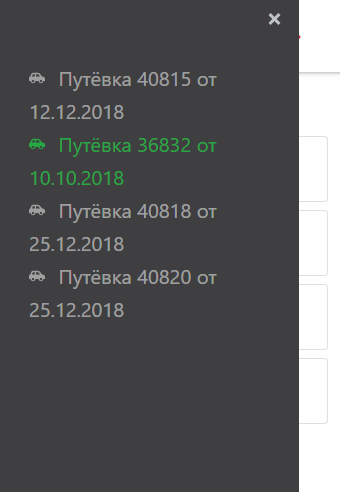 ×
Путёвка 40815 от
12.12.2018
Путёвка 36832 от
10.10.2018
Путёвка 40818 от
25.12.2018
Путёвка 40820 от
25.12.2018